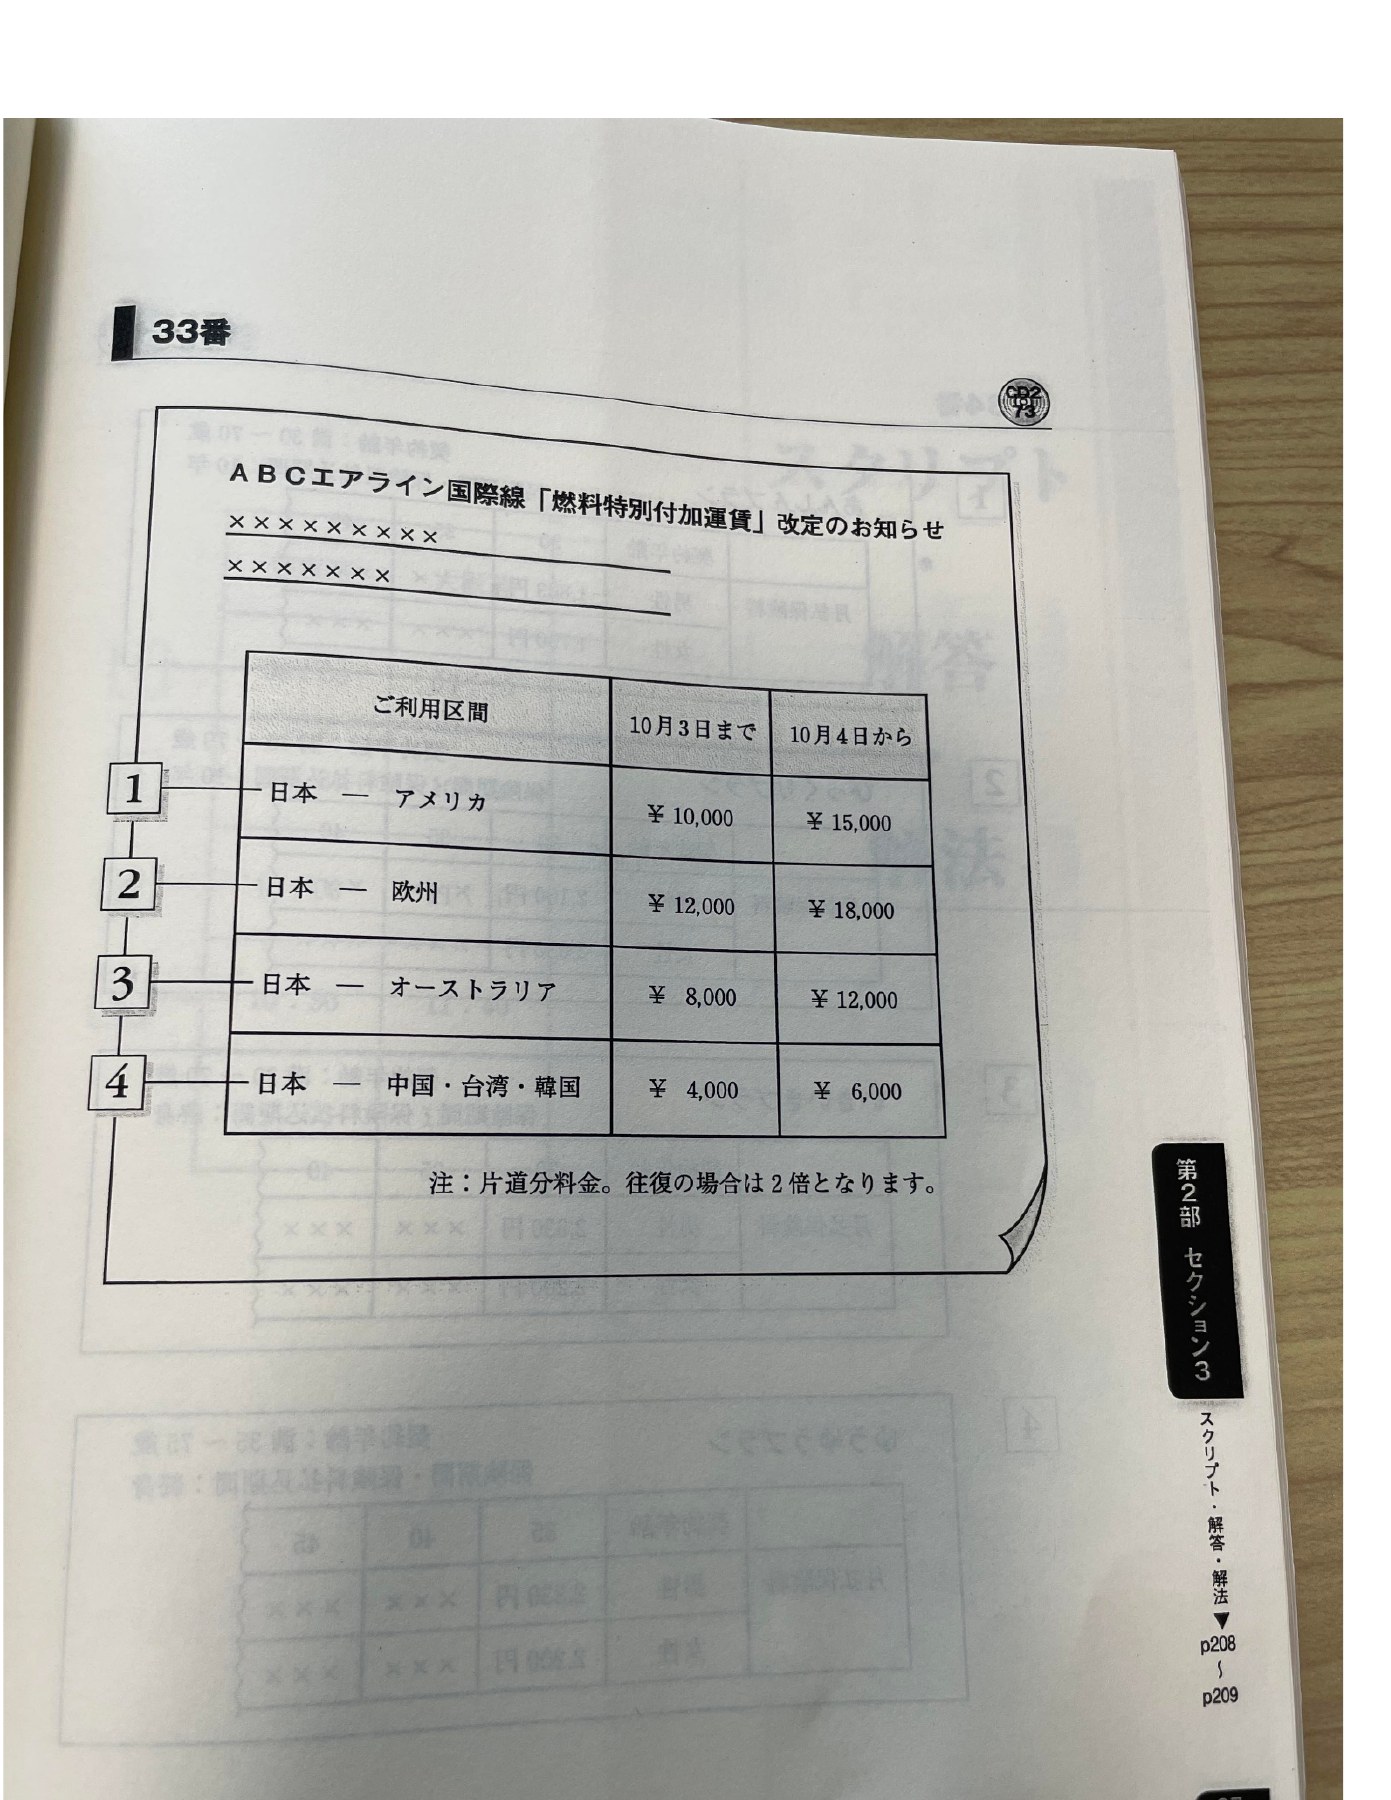 33番
CD2
73
ABCエアライン国際線「燃料特別付加運賃」改定のお知らせ
×××××××××
×××××××
ご利用区間 10月3日まで 10月4日から
1 日本 — アメリカ ¥10,000 ¥15,000
2 日本 — 欧州 ¥12,000 ¥18,000
3 日本 — オーストラリア ¥8,000 ¥12,000
4 日本 — 中国・台湾・韓国 ¥4,000 ¥6,000
注：片道分料金。往復の場合は2倍となります。
第2部 セクション3
スクリプト・解答・解法▼p208〜p209